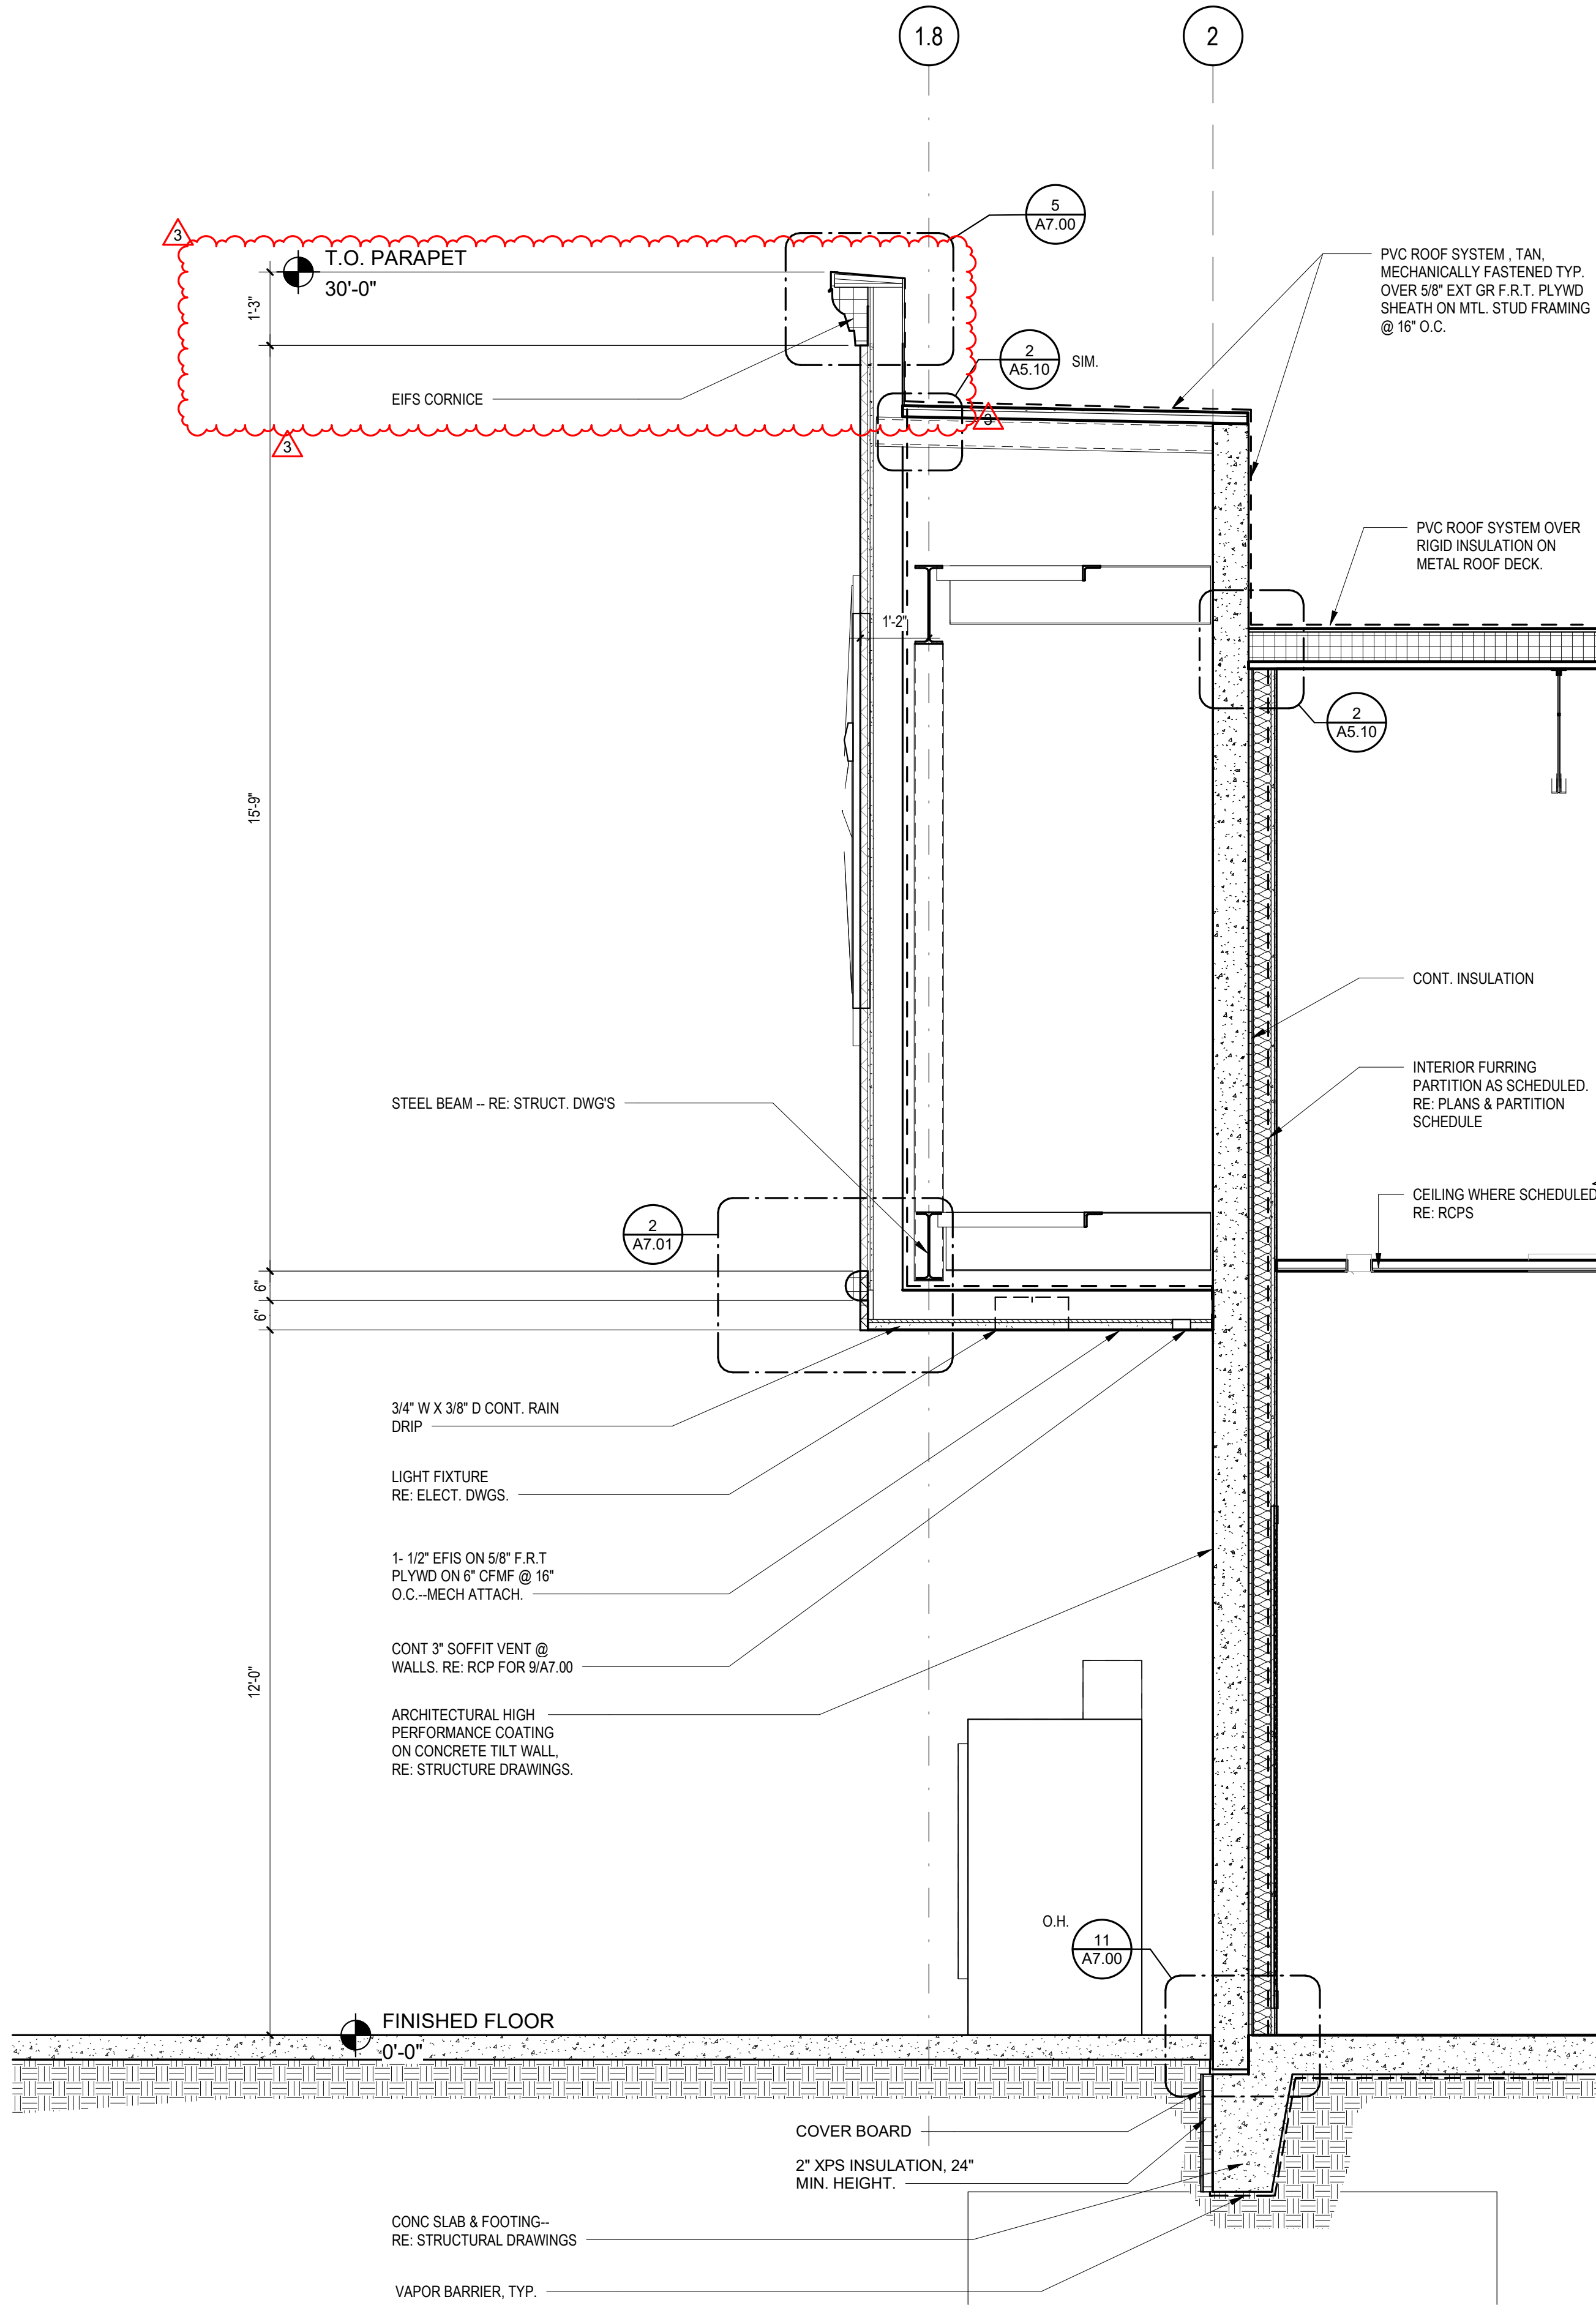 1.8
2
5
A7.00
3
T.O. PARAPET
30'-0"
1'-3"
PVC ROOF SYSTEM , TAN,
MECHANICALLY FASTENED TYP.
OVER 5/8" EXT GR F.R.T. PLYWD
SHEATH ON MTL. STUD FRAMING
@ 16" O.C.
2
A5.10
SIM.
EIFS CORNICE
3
3
PVC ROOF SYSTEM OVER
RIGID INSULATION ON
METAL ROOF DECK.
1'-2"
2
A5.10
15'-9"
CONT. INSULATION
INTERIOR FURRING
PARTITION AS SCHEDULED.
RE: PLANS & PARTITION
SCHEDULE
STEEL BEAM -- RE: STRUCT. DWG'S
CEILING WHERE SCHEDULED
RE: RCPS
2
A7.01
6"
6"
3/4" W X 3/8" D CONT. RAIN
DRIP
LIGHT FIXTURE
RE: ELECT. DWGS.
1- 1/2" EFIS ON 5/8" F.R.T
PLYWD ON 6" CFMF @ 16"
O.C.--MECH ATTACH.
CONT 3" SOFFIT VENT @
WALLS. RE: RCP FOR 9/A7.00
12'-0"
ARCHITECTURAL HIGH
PERFORMANCE COATING
ON CONCRETE TILT WALL,
RE: STRUCTURE DRAWINGS.
O.H.
11
A7.00
FINISHED FLOOR
0'-0"
COVER BOARD
2" XPS INSULATION, 24"
MIN. HEIGHT.
CONC SLAB & FOOTING--
RE: STRUCTURAL DRAWINGS
VAPOR BARRIER, TYP.